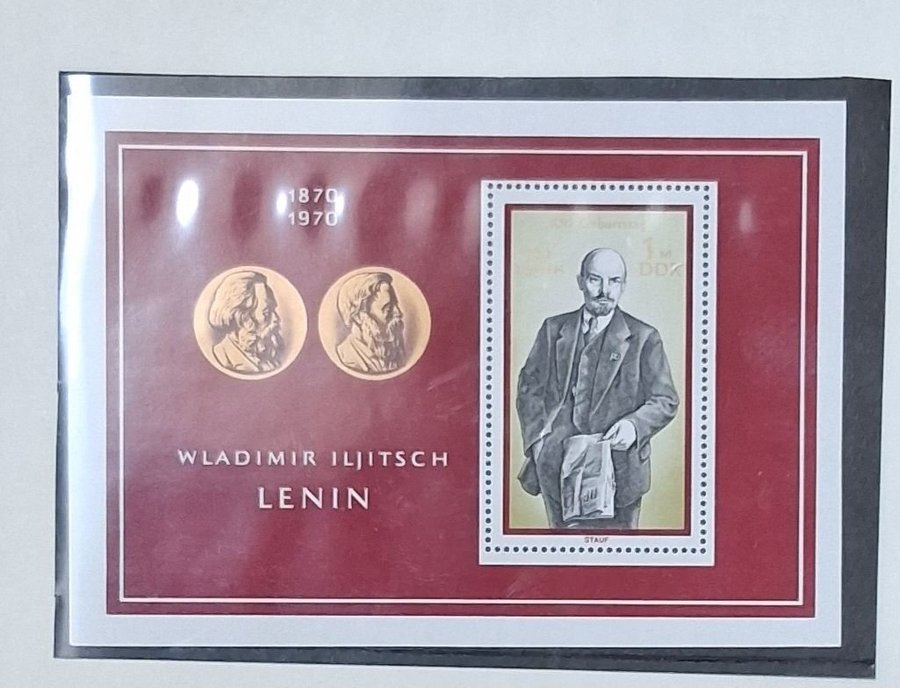 1870
1970
WLADIMIR ILJITSCH
LENIN
1 M
DDR
STAUF